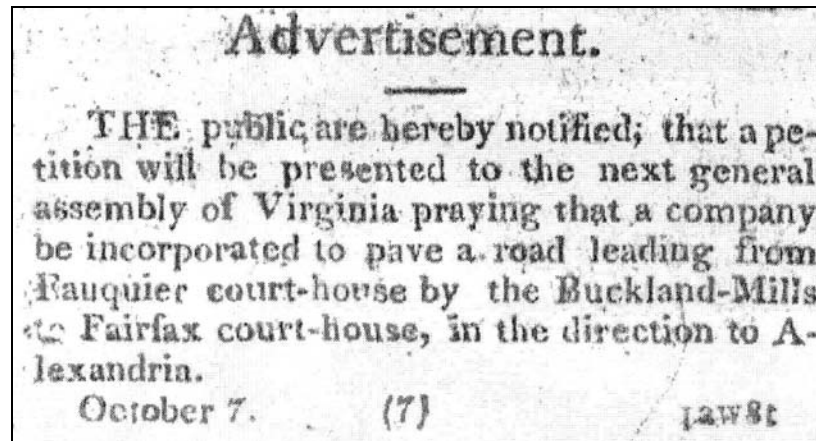 Advertisement.
THE public are hereby notified; that a pe-
tition will be presented to the next general
assembly of Virginia praying that a company
be incorporated to pave a road leading from
Fauquier court-house by the Buckland-Mills
to Fairfax court-house, in the direction to A-
lexandria.
October 7. (7) 1aw8t